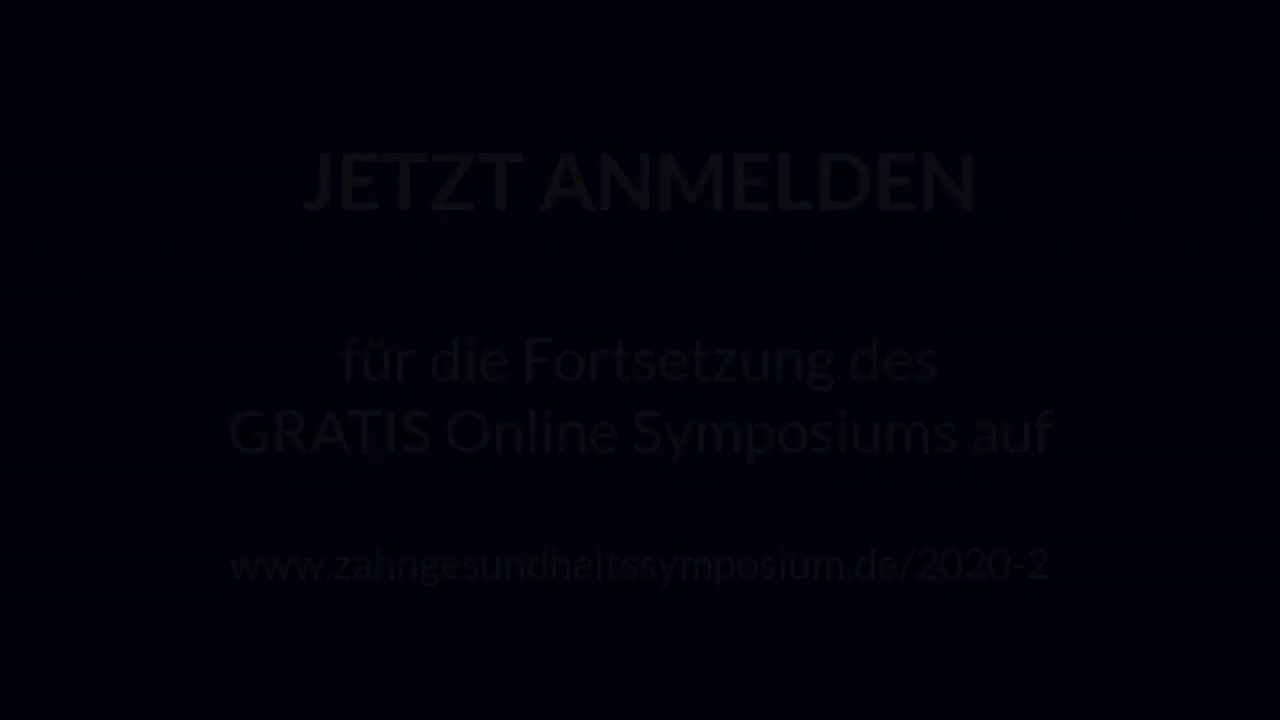 JETZT ANMELDEN
für die Fortsetzung des
GRATIS Online Symposiums auf
www.zahngesundheitssymposium.de/2020-2